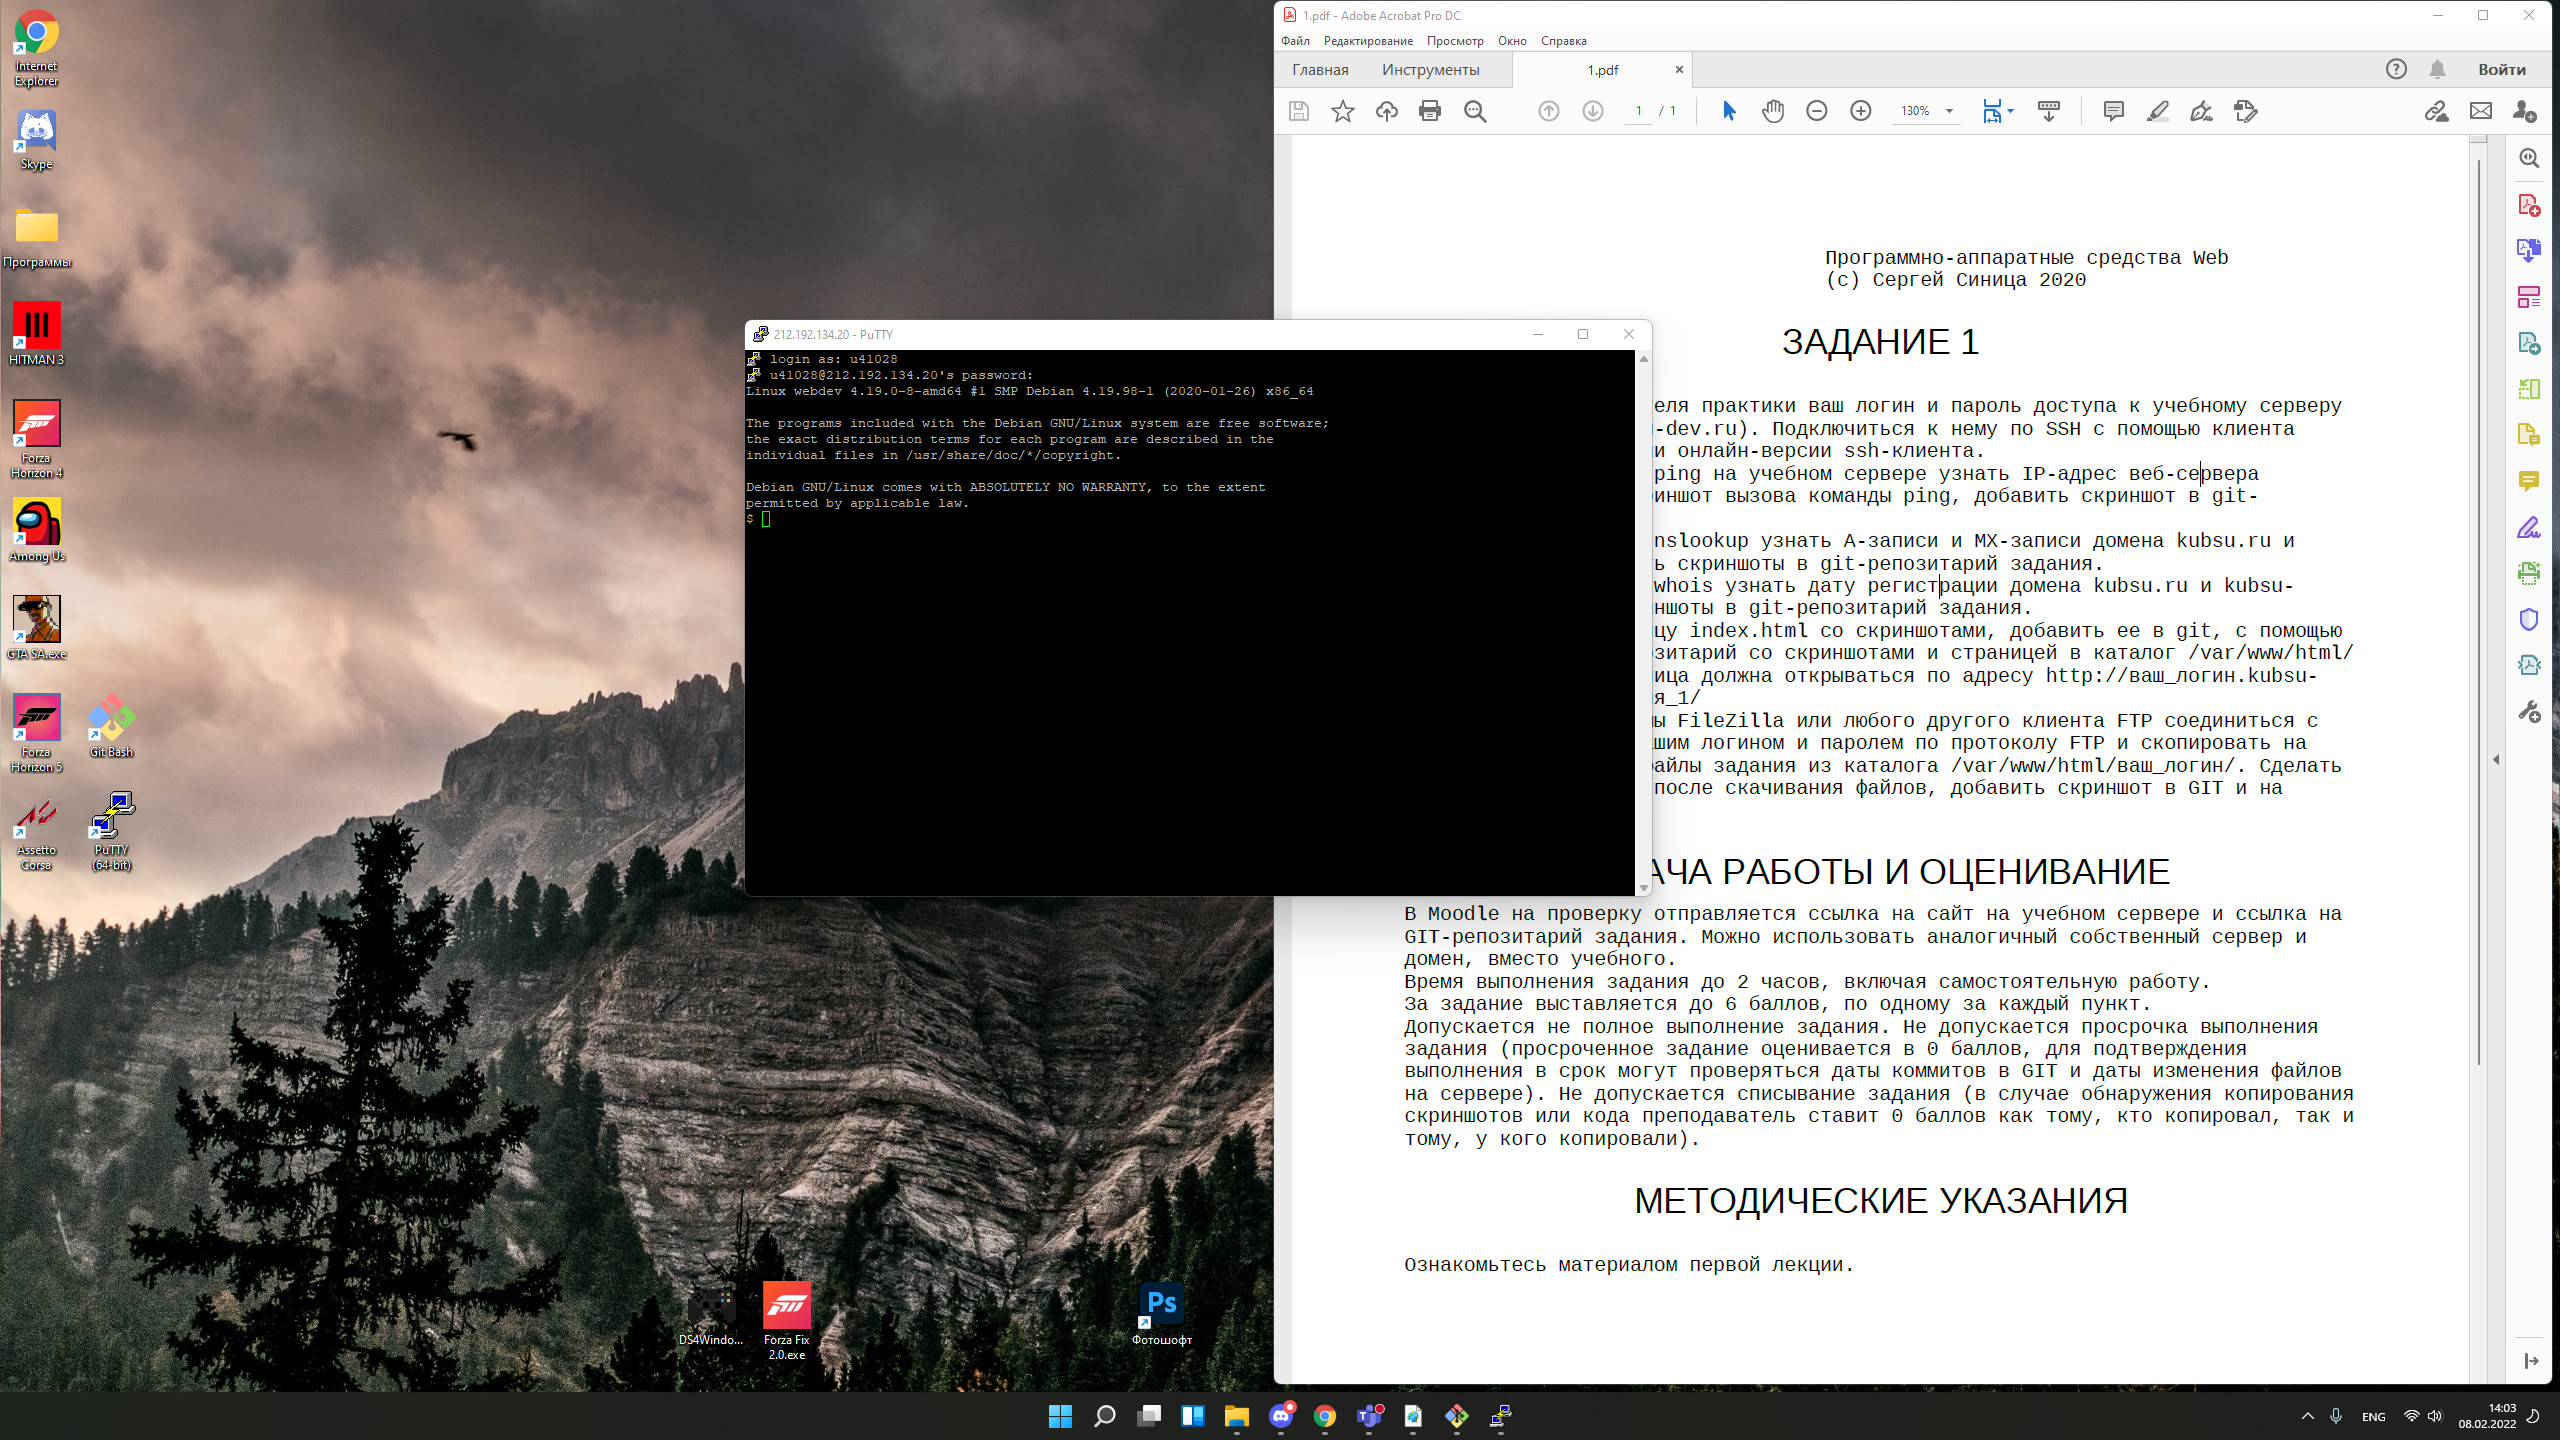 Internet
Explorer
Skype
Программы
HITMAN 3
Forza
Horizon 4
Among Us
GTA SA.exe
Forza
Horizon 5
Git Bash
Assetto
Corsa
PuTTY
(64-bit)
DS4Windo...
Forza Fix
2.0.exe
Ps
Фотошофт
212.192.134.20 - PuTTY
login as: u41028
u41028@212.192.134.20's password:
Linux webdev 4.19.0-8-amd64 #1 SMP Debian 4.19.98-1 (2020-01-26) x86_64
The programs included with the Debian GNU/Linux system are free software;
the exact distribution terms for each program are described in the
individual files in /usr/share/doc/*/copyright.
Debian GNU/Linux comes with ABSOLUTELY NO WARRANTY, to the extent
permitted by applicable law.
$
1.pdf - Adobe Acrobat Pro DC
Файл Редактирование Просмотр Окно Справка
Главная Инструменты 1.pdf Войти
1 / 1 130%
Программно-аппаратные средства Web
(c) Сергей Синица 2020
ЗАДАНИЕ 1
еля практики ваш логин и пароль доступа к учебному серверу
-dev.ru). Подключиться к нему по SSH с помощью клиента
и онлайн-версии ssh-клиента.
ping на учебном сервере узнать IP-адрес веб-сервера
ншот вызова команды ping, добавить скриншот в git-
nslookup узнать A-записи и MX-записи домена kubsu.ru и
ь скриншоты в git-репозитарий задания.
whois узнать дату регистрации домена kubsu.ru и kubsu-
ншоты в git-репозитарий задания.
цу index.html со скриншотами, добавить ее в git, с помощью
зитарий со скриншотами и страницей в каталог /var/www/html/
ица должна открываться по адресу http://ваш_логин.kubsu-
я_1/
ы FileZilla или любого другого клиента FTP соединиться с
шим логином и паролем по протоколу FTP и скопировать на
айлы задания из каталога /var/www/html/ваш_логин/. Сделать
после скачивания файлов, добавить скриншот в GIT и на
АЧА РАБОТЫ И ОЦЕНИВАНИЕ
В Moodle на проверку отправляется ссылка на сайт на учебном сервере и ссылка на
GIT-репозитарий задания. Можно использовать аналогичный собственный сервер и
домен, вместо учебного.
Время выполнения задания до 2 часов, включая самостоятельную работу.
За задание выставляется до 6 баллов, по одному за каждый пункт.
Допускается не полное выполнение задания. Не допускается просрочка выполнения
задания (просроченное задание оценивается в 0 баллов, для подтверждения
выполнения в срок могут проверяться даты коммитов в GIT и даты изменения файлов
на сервере). Не допускается списывание задания (в случае обнаружения копирования
скриншотов или кода преподаватель ставит 0 баллов как тому, кто копировал, так и
тому, у кого копировали).
МЕТОДИЧЕСКИЕ УКАЗАНИЯ
Ознакомьтесь материалом первой лекции.
ENG
14:03
08.02.2022